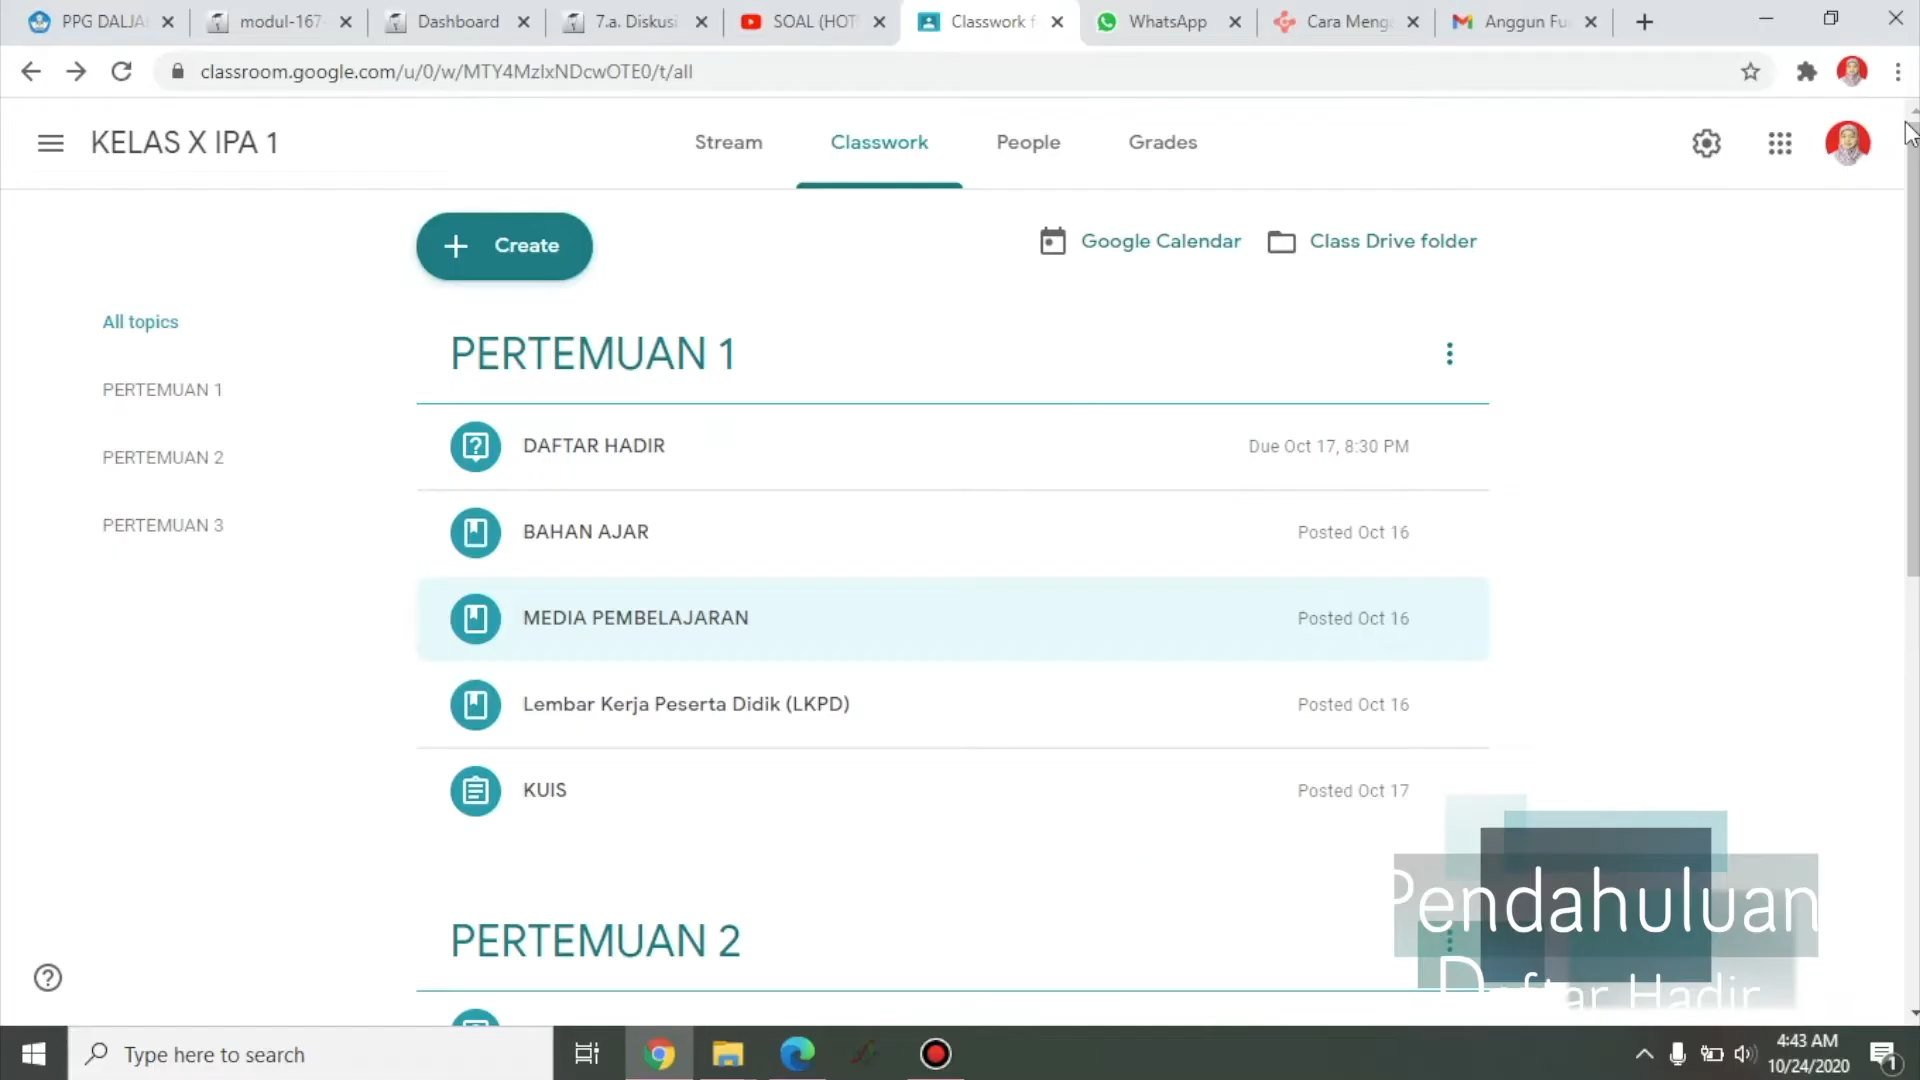 PPG DALJA
modul-167
Dashboard
7.a. Diskusi
SOAL (HOT
Classwork f
WhatsApp
Cara Meng
Anggun Fu
classroom.google.com/u/0/w/MTY4MzIxNDcwOTE0/t/all
KELAS X IPA 1
Stream
Classwork
People
Grades
Create
Google Calendar
Class Drive folder
All topics
PERTEMUAN 1
PERTEMUAN 2
PERTEMUAN 3
PERTEMUAN 1
DAFTAR HADIR
Due Oct 17, 8:30 PM
BAHAN AJAR
Posted Oct 16
MEDIA PEMBELAJARAN
Posted Oct 16
Lembar Kerja Peserta Didik (LKPD)
Posted Oct 16
KUIS
Posted Oct 17
PERTEMUAN 2
Pendahuluan
Daftar Hadir
Type here to search
4:43 AM
10/24/2020
1